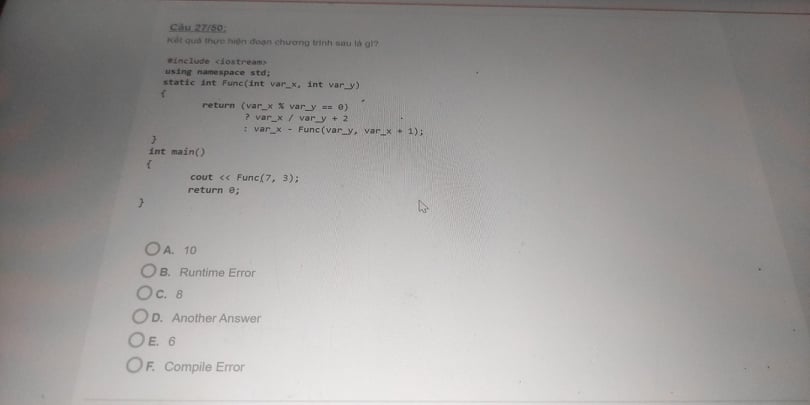 Câu 27/50:
Kết quả thực hiện đoạn chương trình sau là gì?
#include <iostream>
using namespace std;
static int Func(int var_x, int var_y)
{
return (var_x % var_y == 0)
? var_x / var_y + 2
: var_x - Func(var_y, var_x + 1);
}
int main()
{
cout << Func(7, 3);
return 0;
}
A. 10
B. Runtime Error
C. 8
D. Another Answer
E. 6
F. Compile Error